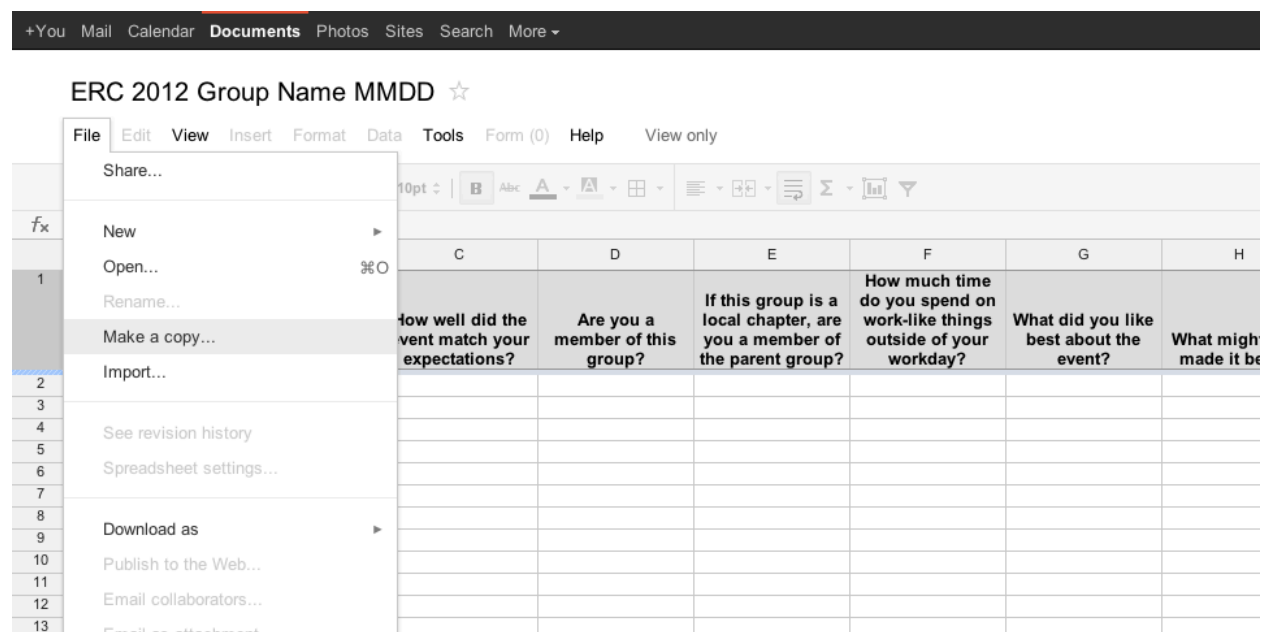 +You Mail Calendar Documents Photos Sites Search More
ERC 2012 Group Name MMDD
File Edit View Insert Format Data Tools Form (0) Help View only
Share...
10pt B Abc A A Σ
fx
New
Open... ⌘O
Rename...
Make a copy...
Import...
See revision history
Spreadsheet settings...
Download as
Publish to the Web...
Email collaborators...
C D E F G H
1
How well did the
event match your
expectations?
Are you a
member of this
group?
If this group is a
local chapter, are
you a member of
the parent group?
How much time
do you spend on
work-like things
outside of your
workday?
What did you like
best about the
event?
What might
made it be
2
3
4
5
6
7
8
9
10
11
12
13